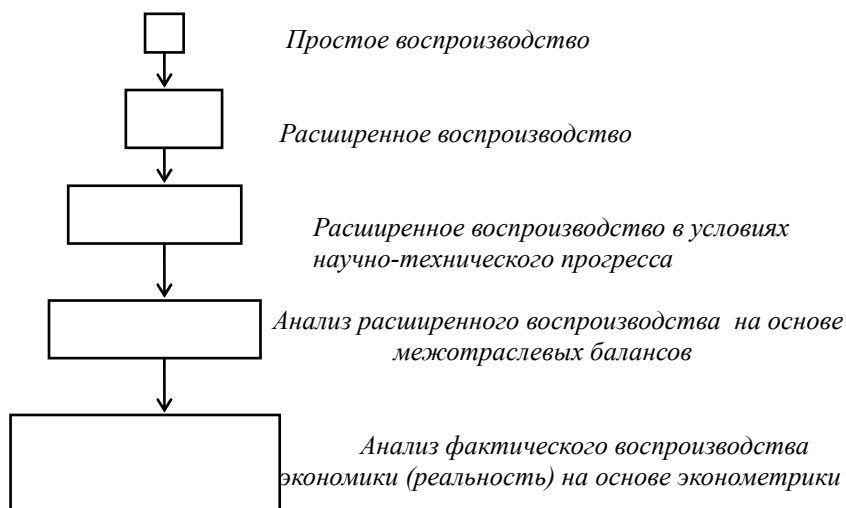 Простое воспроизводство
Расширенное воспроизводство
Расширенное воспроизводство в условиях
научно-технического прогресса
Анализ расширенного воспроизводства на основе
межотраслевых балансов
Анализ фактического воспроизводства
экономики (реальность) на основе эконометрики